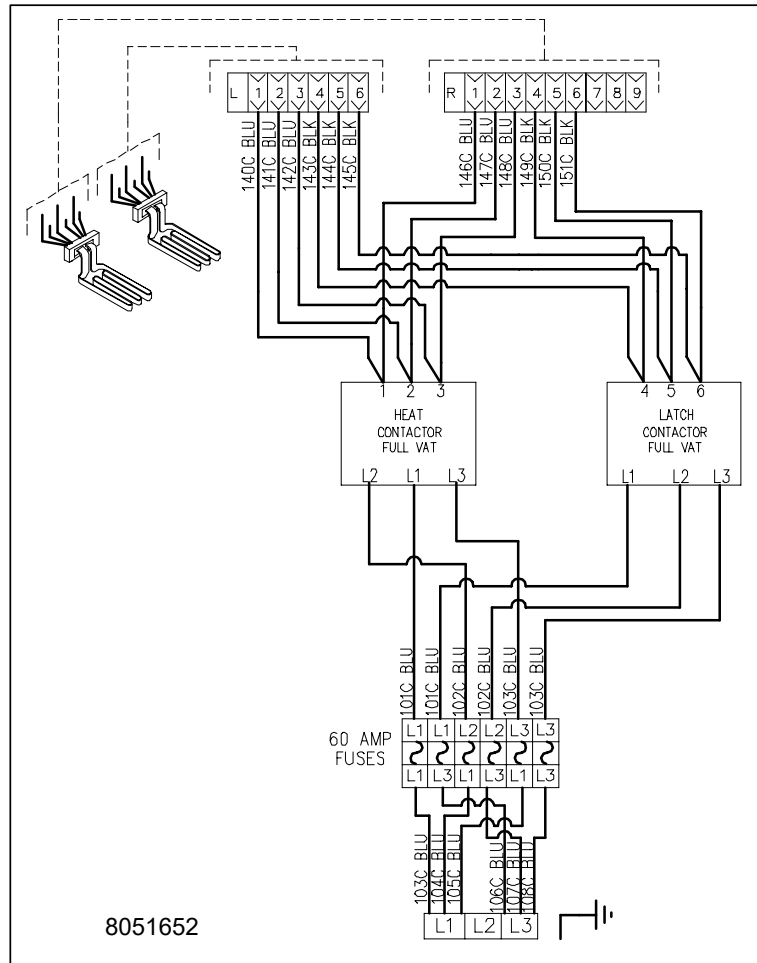 L 1 2 3 4 5 6
R 1 2 3 4 5 6 7 8 9
140C BLU
141C BLU
142C BLU
143C BLK
144C BLK
145C BLK
146C BLU
147C BLU
148C BLU
149C BLK
150C BLK
151C BLK
1 2 3
HEAT
CONTACTOR
FULL VAT
L2 L1 L3
4 5 6
LATCH
CONTACTOR
FULL VAT
L1 L2 L3
101C BLU
101C BLU
102C BLU
102C BLU
103C BLU
103C BLU
60 AMP
FUSES
L1 L1 L2 L2 L3 L3
L1 L3 L1 L3 L1 L3
103C BLU
104C BLU
105C BLU
106C BLU
107C BLU
108C BLU
L1 L2 L3
8051652